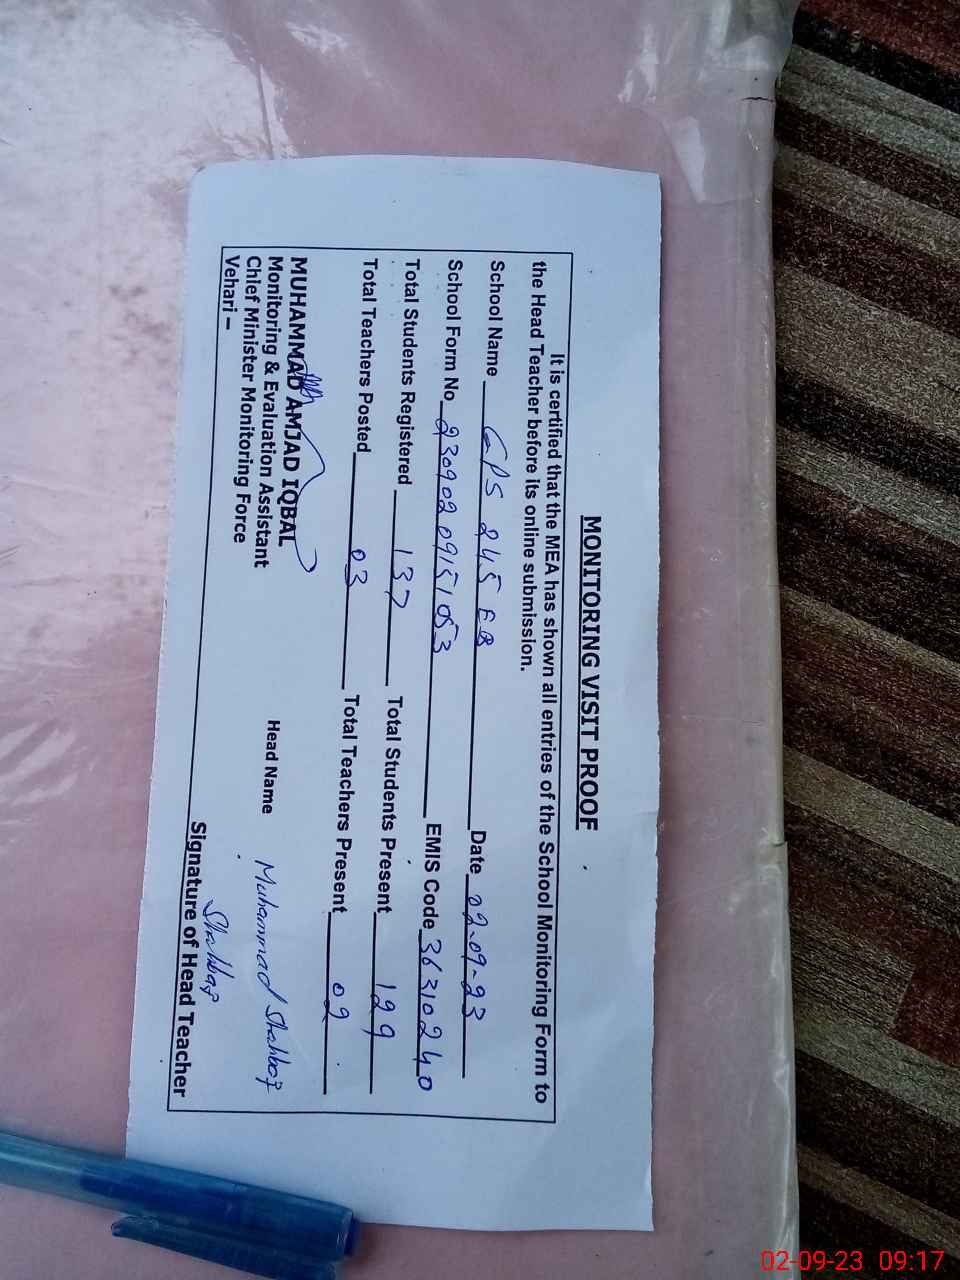 MONITORING VISIT PROOF
It is certified that the MEA has shown all entries of the School Monitoring Form to
the Head Teacher before its online submission.
School Name GPS 245 EB Date 02-09-23
School Form No 230902 09151053 EMIS Code 36310240
Total Students Registered 137 Total Students Present 129
Total Teachers Posted 03 Total Teachers Present 02
MUHAMMAD AMJAD IQBAL
Monitoring & Evaluation Assistant Head Name Muhammad Shahbaz
Chief Minister Monitoring Force
Vehari – Shahbaz
Signature of Head Teacher
02-09-23 09:17